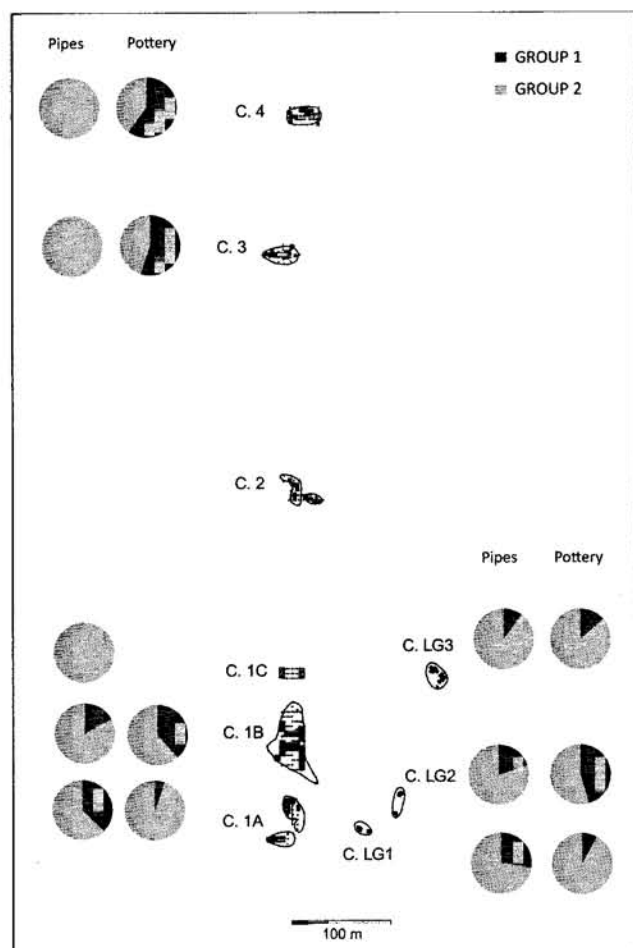 Pipes Pottery
GROUP 1
GROUP 2
C. 4
C. 3
C. 2
Pipes Pottery
C. LG3
C. 1C
C. 1B
C. LG2
C. 1A
C. LG1
100 m